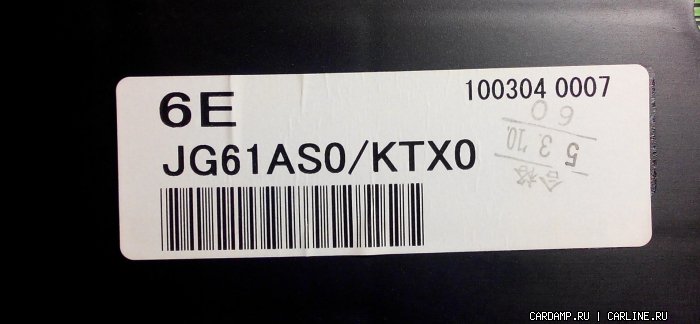 6E
100304 0007
JG61AS0/KTX0
合格
5 3.10.
60
CARDAMP.RU | CARLINE.RU